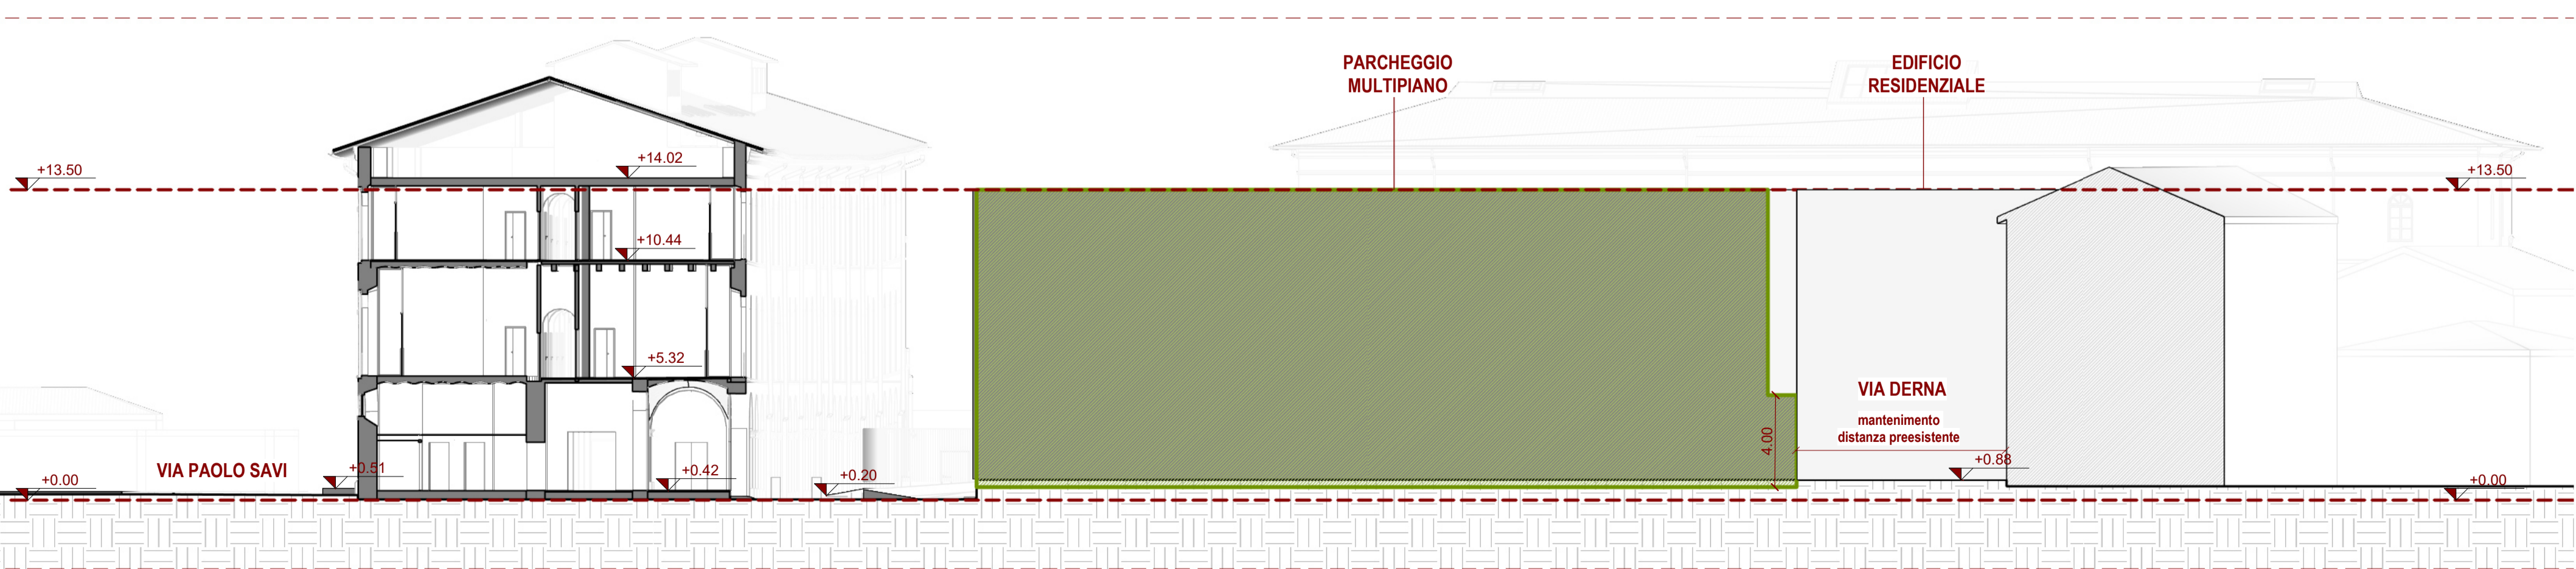 PARCHEGGIO
MULTIPIANO
EDIFICIO
RESIDENZIALE
+14.02
+13.50
+13.50
+10.44
+5.32
VIA DERNA
mantenimento
distanza preesistente
4.00
VIA PAOLO SAVI
+0.00
+0.51
+0.42
+0.20
+0.88
+0.00